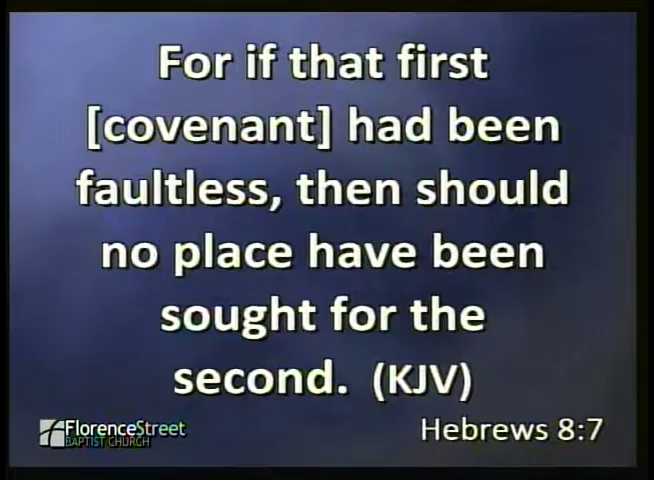 For if that first
[covenant] had been
faultless, then should
no place have been
sought for the
second. (KJV)
FlorenceStreet
BAPTIST CHURCH
Hebrews 8:7